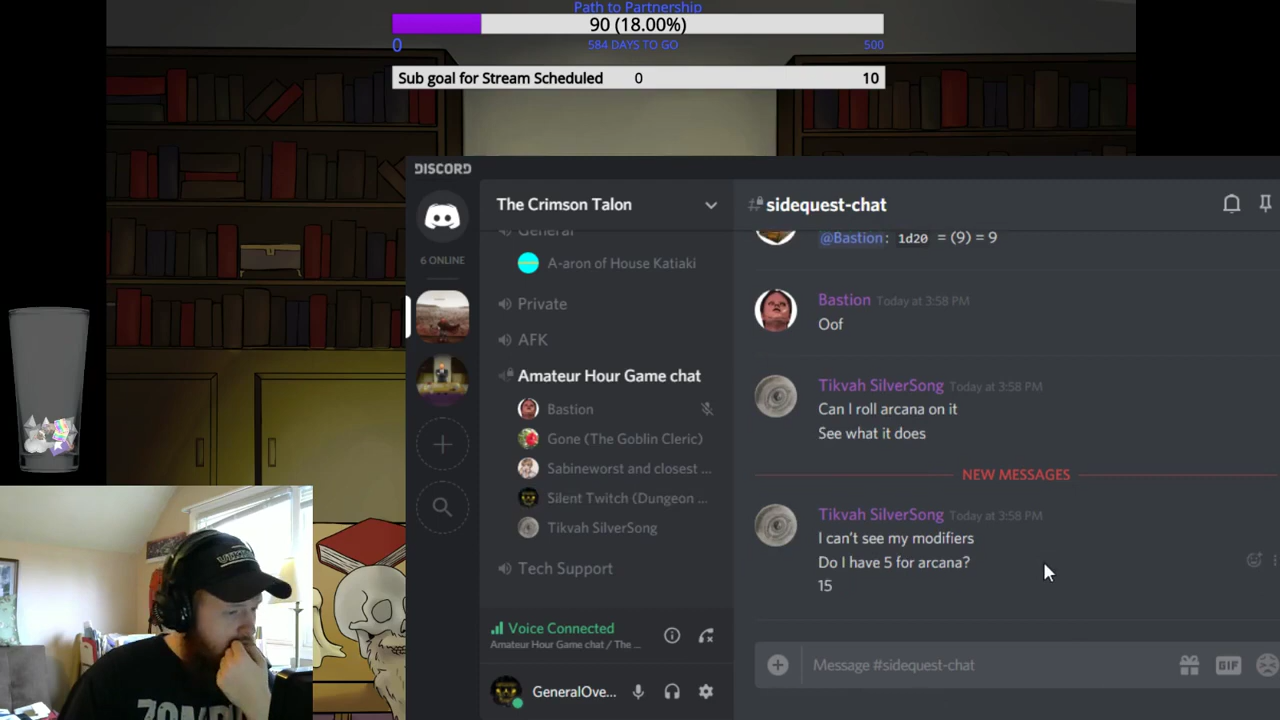 Path to Partnership
90 (18.00%)
0
584 DAYS TO GO
500
Sub goal for Stream Scheduled 0 10
DISCORD
The Crimson Talon
sidequest-chat
General
6 ONLINE
A-aron of House Katiaki
Private
AFK
Amateur Hour Game chat
Bastion
Gone (The Goblin Cleric)
Sabineworst and closest ...
Silent Twitch (Dungeon ...
Tikvah SilverSong
Tech Support
Voice Connected
Amateur Hour Game chat / The ...
GeneralOve...
@Bastion: 1d20 = (9) = 9
Bastion Today at 3:58 PM
Oof
Tikvah SilverSong Today at 3:58 PM
Can I roll arcana on it
See what it does
NEW MESSAGES
Tikvah SilverSong Today at 3:58 PM
I can't see my modifiers
Do I have 5 for arcana?
15
Message #sidequest-chat
GIF